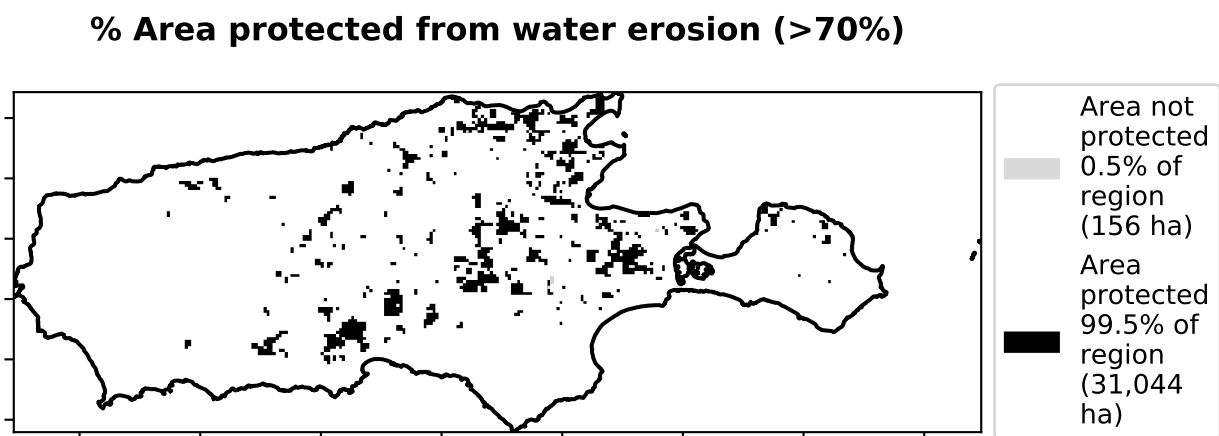 % Area protected from water erosion (>70%)
Area not
protected
0.5% of
region
(156 ha)
Area
protected
99.5% of
region
(31,044
ha)